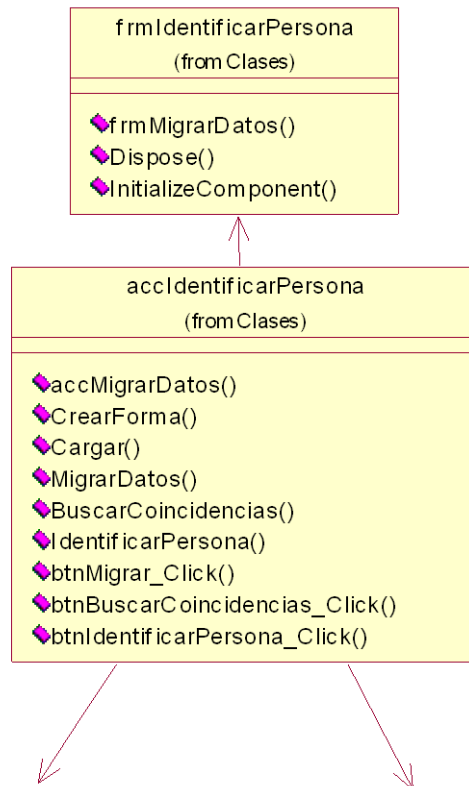 frmIdentificarPersona
(from Clases)
frmMigrarDatos()
Dispose()
InitializeComponent()
accIdentificarPersona
(from Clases)
accMigrarDatos()
CrearForma()
Cargar()
MigrarDatos()
BuscarCoincidencias()
IdentificarPersona()
btnMigrar_Click()
btnBuscarCoincidencias_Click()
btnIdentificarPersona_Click()